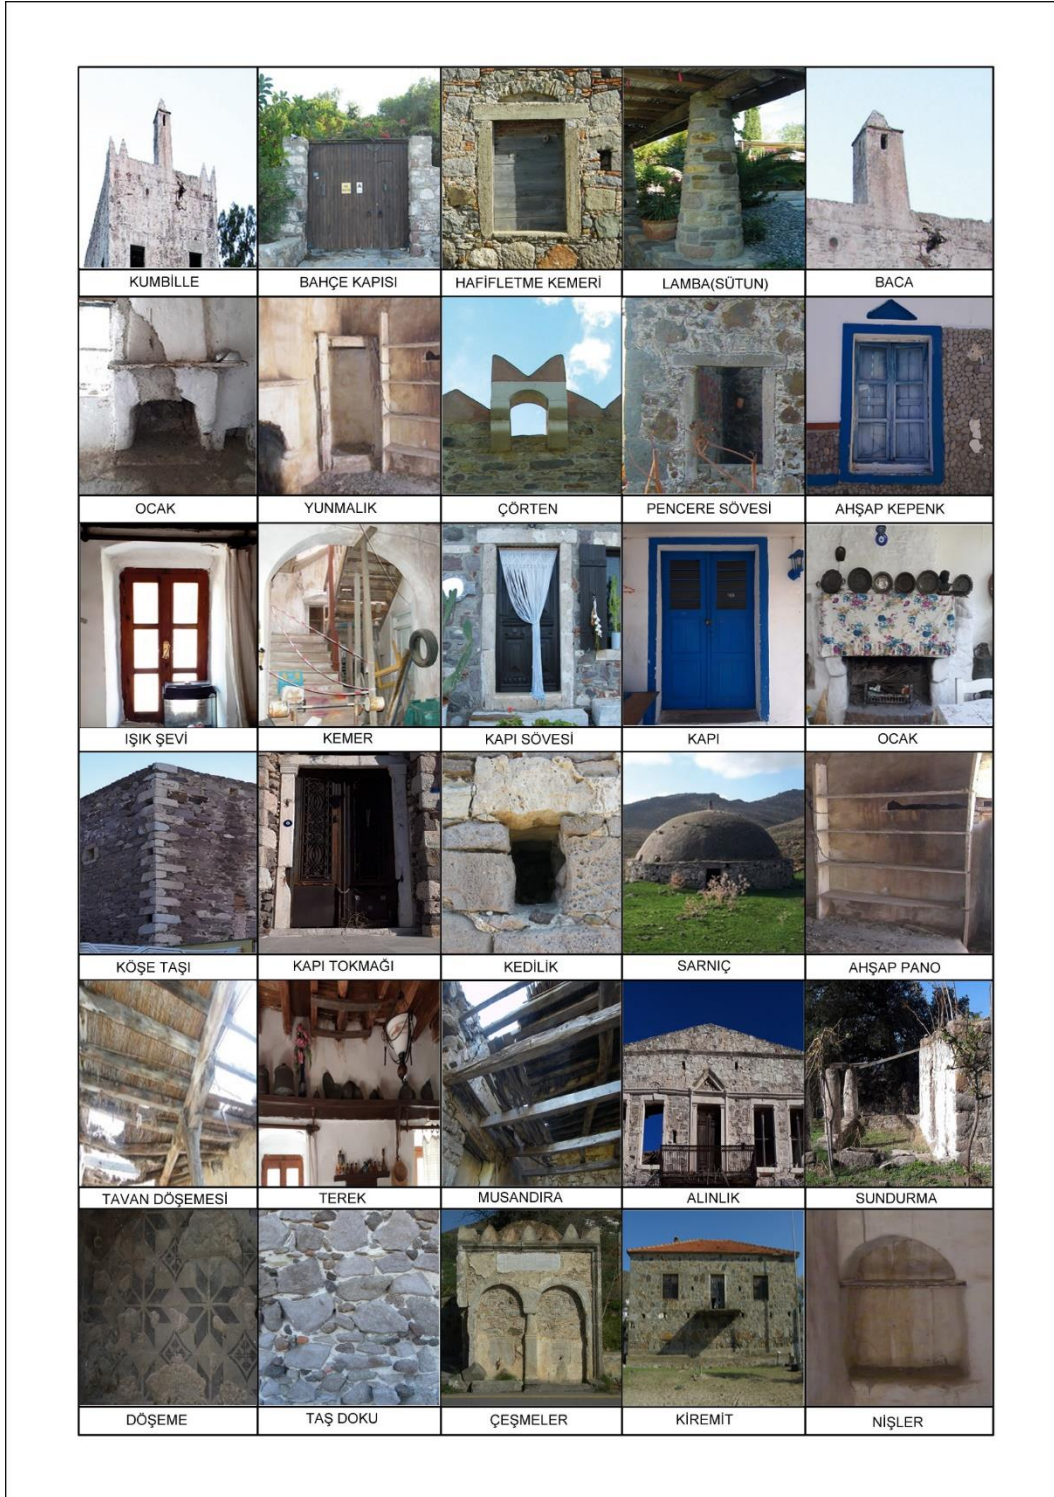 KUMBİLLE
BAHÇE KAPISI
HAFİFLETME KEMERİ
LAMBA(SÜTUN)
BACA
OCAK
YUNMALIK
ÇÖRTEN
PENCERE SÖVESİ
AHŞAP KEPENK
IŞIK ŞEVİ
KEMER
KAPI SÖVESİ
KAPI
OCAK
KÖŞE TAŞI
KAPI TOKMAĞI
KEDİLİK
SARNIÇ
AHŞAP PANO
TAVAN DÖŞEMESİ
TEREK
MUSANDIRA
ALINLIK
SUNDURMA
DÖŞEME
TAŞ DOKU
ÇEŞMELER
KİREMİT
NİŞLER